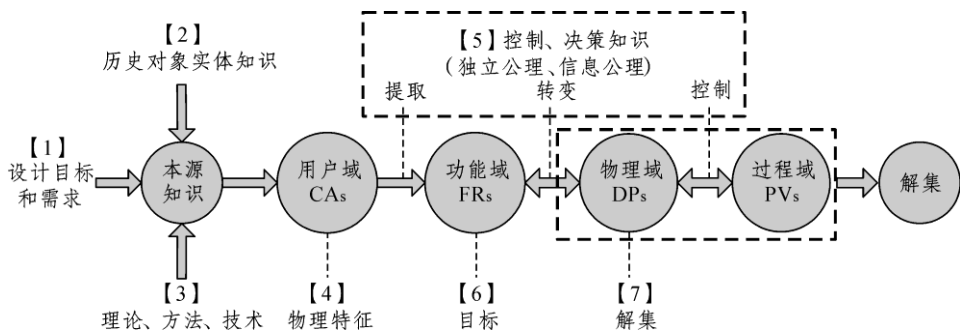 【2】
历史对象实体知识
【5】控制、决策知识
(独立公理、信息公理)
提取
转变
控制
【1】
设计目标
和需求
本源
知识
用户域
CAs
功能域
FRs
物理域
DPs
过程域
PVs
解集
【3】
理论、方法、技术
【4】
物理特征
【6】
目标
【7】
解集